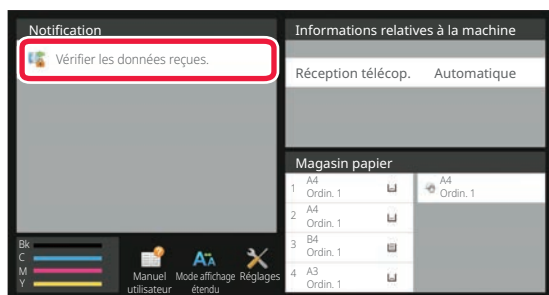 Notification
Vérifier les données reçues.
Informations relatives à la machine
Réception télécop. Automatique
Magasin papier
1 A4
Ordin. 1
A4
Ordin. 1
2 A4
Ordin. 1
3 B4
Ordin. 1
4 A3
Ordin. 1
Bk
C
M
Y
Manuel
utilisateur
Mode affichage
étendu
Réglages